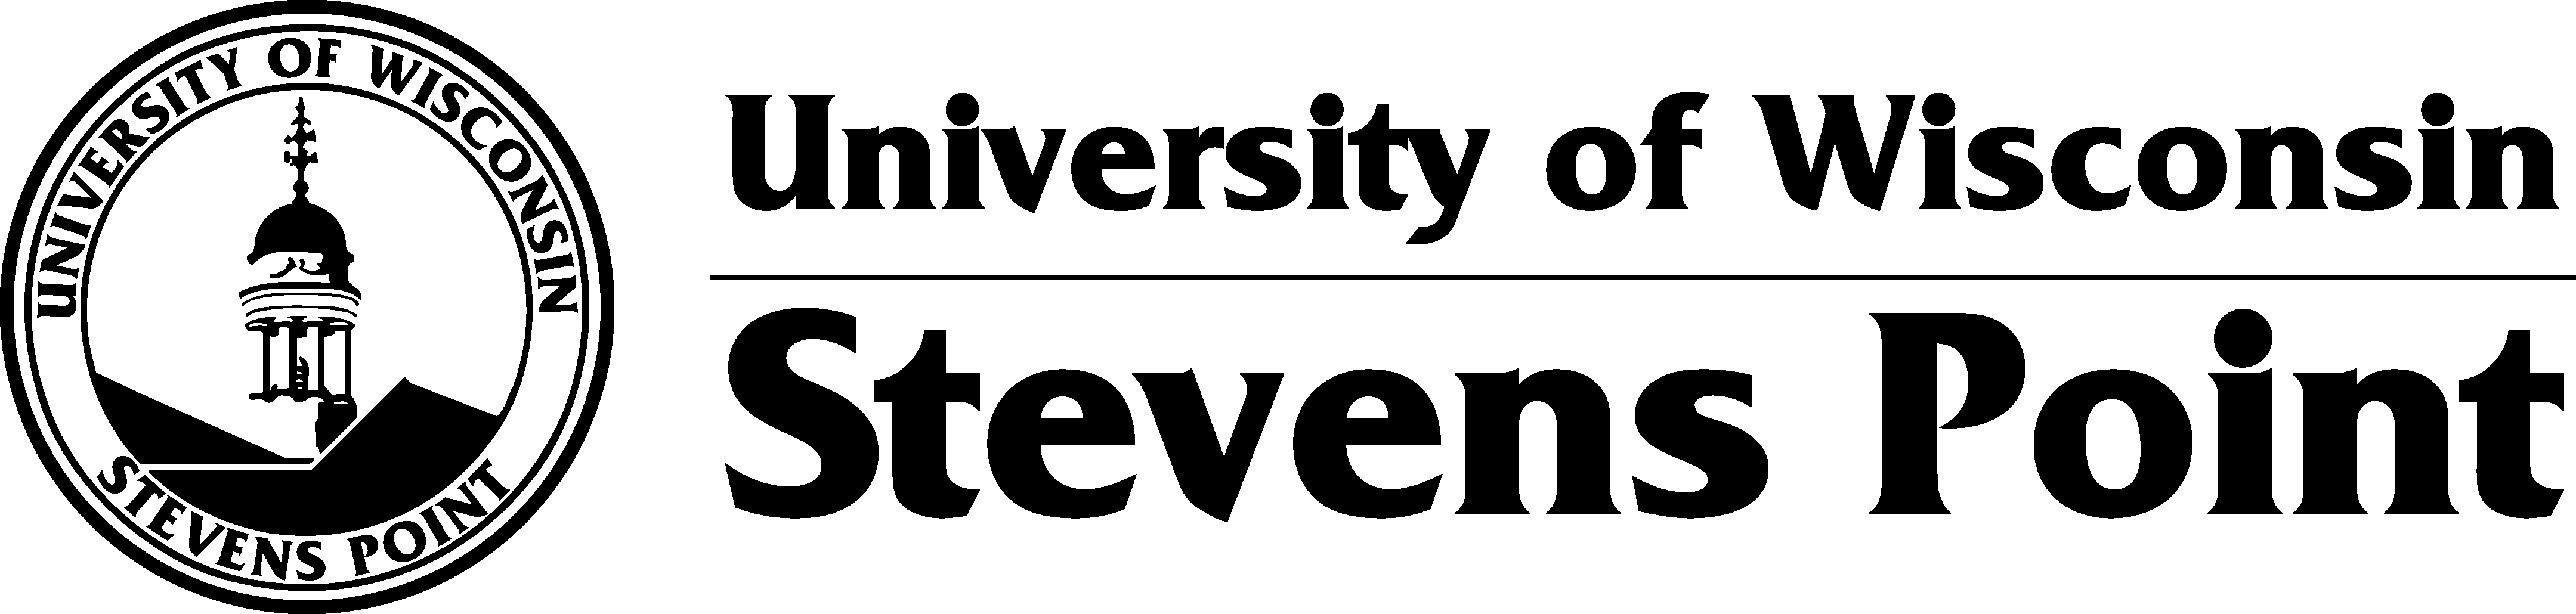 UNIVERSITY OF WISCONSIN
STEVENS POINT
University of Wisconsin
Stevens Point